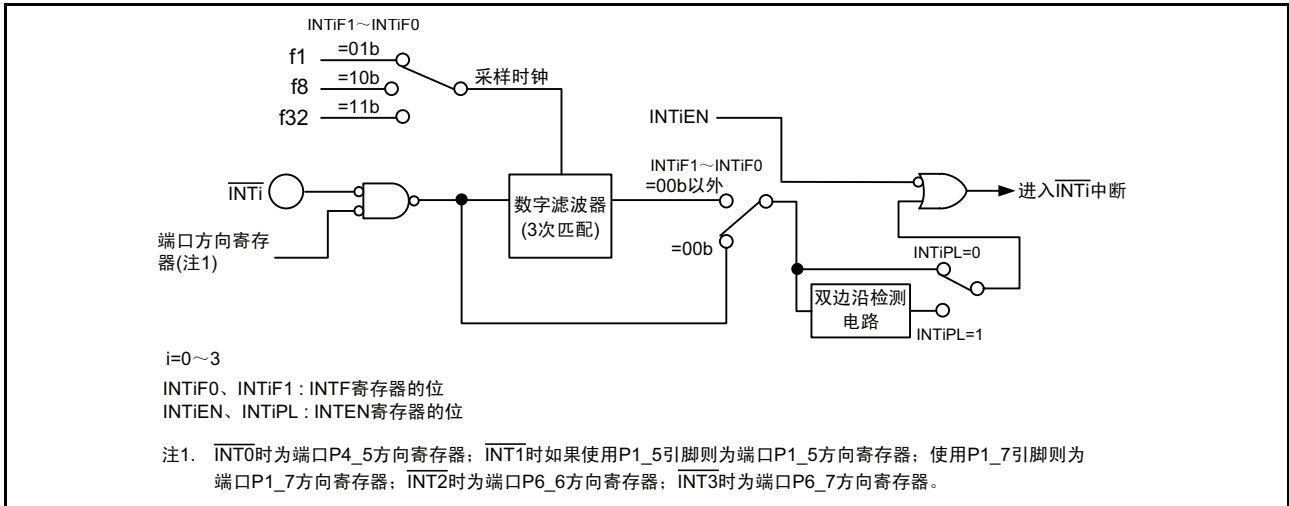 INTiF1～INTiF0
f1 =01b
f8 =10b
f32 =11b
采样时钟
INTiEN
INTiF1～INTiF0
=00b以外
INTi
数字滤波器
(3次匹配)
进入INTi中断
端口方向寄存
器(注1)
=00b
INTiPL=0
双边沿检测
电路
INTiPL=1
i=0～3
INTiF0、INTiF1 : INTF寄存器的位
INTiEN、INTiPL : INTEN寄存器的位
注1. INT0时为端口P4_5方向寄存器；INT1时如果使用P1_5引脚则为端口P1_5方向寄存器；使用P1_7引脚则为
端口P1_7方向寄存器；INT2时为端口P6_6方向寄存器；INT3时为端口P6_7方向寄存器。